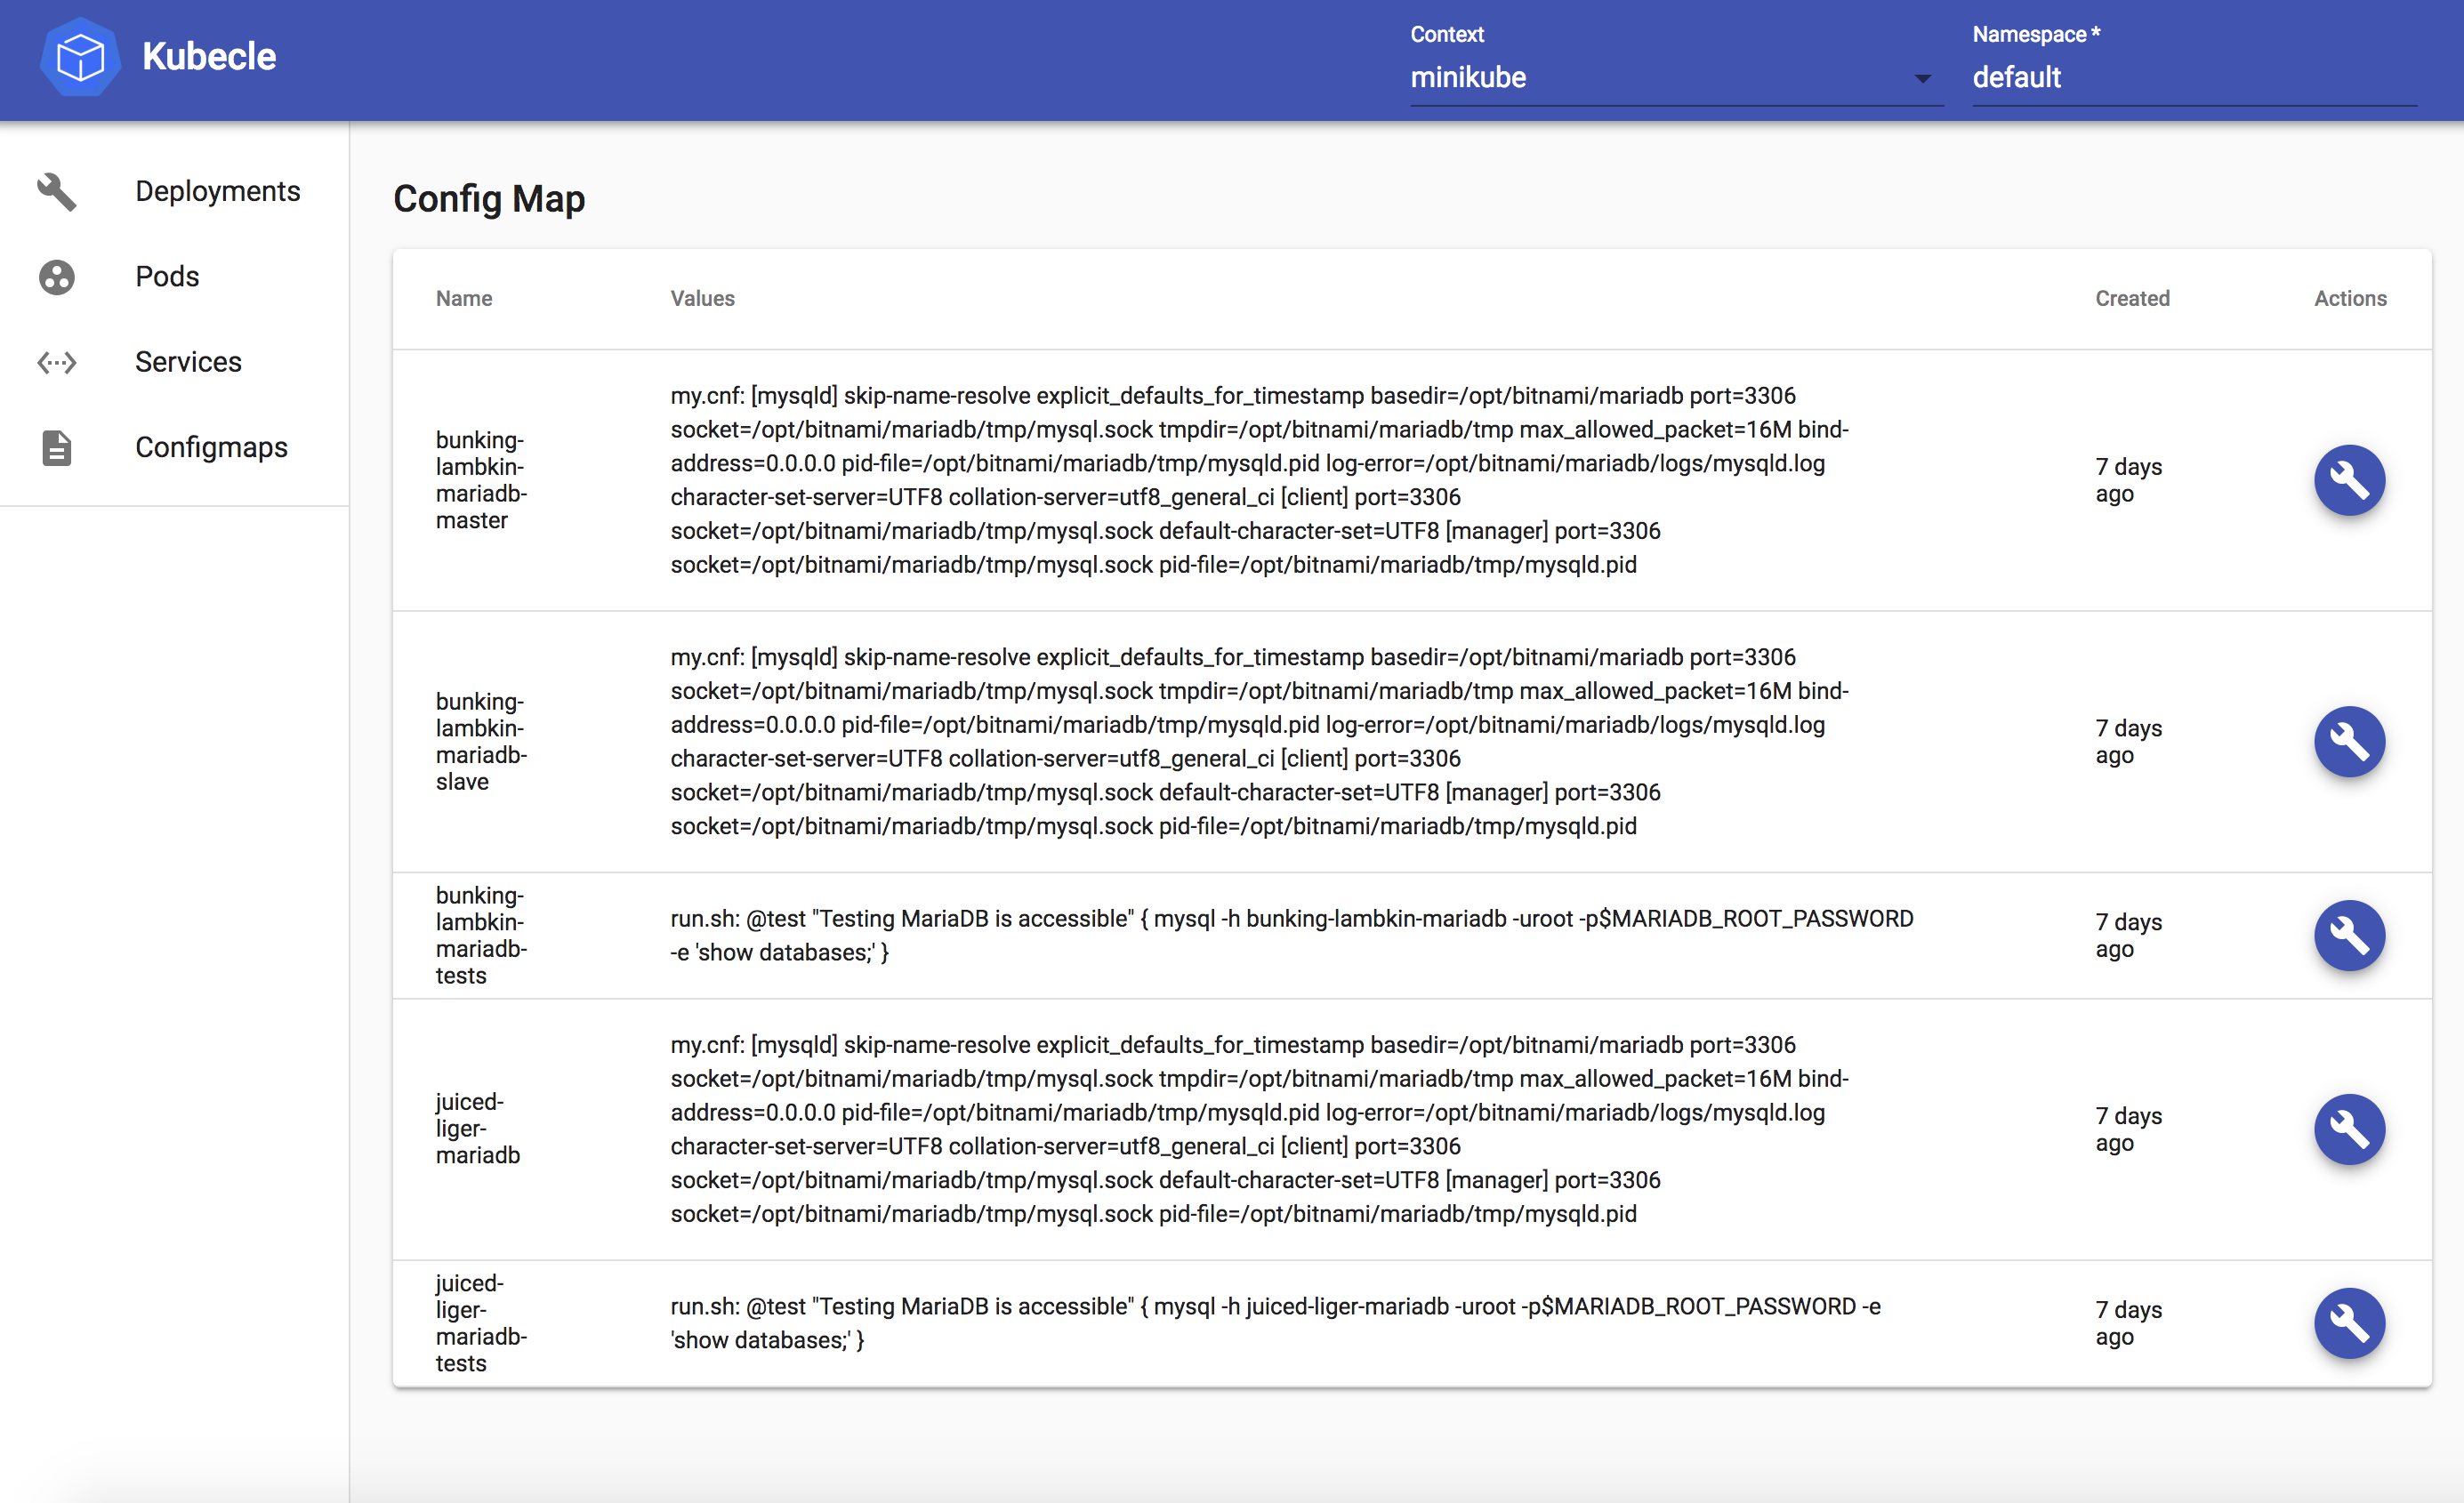 Kubecle
Context
minikube
Namespace *
default
Deployments
Pods
Services
Configmaps
Config Map
Name Values Created Actions
bunking-
lambkin-
mariadb-
master
my.cnf: [mysqld] skip-name-resolve explicit_defaults_for_timestamp basedir=/opt/bitnami/mariadb port=3306
socket=/opt/bitnami/mariadb/tmp/mysql.sock tmpdir=/opt/bitnami/mariadb/tmp max_allowed_packet=16M bind-
address=0.0.0.0 pid-file=/opt/bitnami/mariadb/tmp/mysqld.pid log-error=/opt/bitnami/mariadb/logs/mysqld.log
character-set-server=UTF8 collation-server=utf8_general_ci [client] port=3306
socket=/opt/bitnami/mariadb/tmp/mysql.sock default-character-set=UTF8 [manager] port=3306
socket=/opt/bitnami/mariadb/tmp/mysql.sock pid-file=/opt/bitnami/mariadb/tmp/mysqld.pid
7 days
ago
bunking-
lambkin-
mariadb-
slave
my.cnf: [mysqld] skip-name-resolve explicit_defaults_for_timestamp basedir=/opt/bitnami/mariadb port=3306
socket=/opt/bitnami/mariadb/tmp/mysql.sock tmpdir=/opt/bitnami/mariadb/tmp max_allowed_packet=16M bind-
address=0.0.0.0 pid-file=/opt/bitnami/mariadb/tmp/mysqld.pid log-error=/opt/bitnami/mariadb/logs/mysqld.log
character-set-server=UTF8 collation-server=utf8_general_ci [client] port=3306
socket=/opt/bitnami/mariadb/tmp/mysql.sock default-character-set=UTF8 [manager] port=3306
socket=/opt/bitnami/mariadb/tmp/mysql.sock pid-file=/opt/bitnami/mariadb/tmp/mysqld.pid
7 days
ago
bunking-
lambkin-
mariadb-
tests
run.sh: @test "Testing MariaDB is accessible" { mysql -h bunking-lambkin-mariadb -uroot -p$MARIADB_ROOT_PASSWORD
-e 'show databases;' }
7 days
ago
juiced-
liger-
mariadb
my.cnf: [mysqld] skip-name-resolve explicit_defaults_for_timestamp basedir=/opt/bitnami/mariadb port=3306
socket=/opt/bitnami/mariadb/tmp/mysql.sock tmpdir=/opt/bitnami/mariadb/tmp max_allowed_packet=16M bind-
address=0.0.0.0 pid-file=/opt/bitnami/mariadb/tmp/mysqld.pid log-error=/opt/bitnami/mariadb/logs/mysqld.log
character-set-server=UTF8 collation-server=utf8_general_ci [client] port=3306
socket=/opt/bitnami/mariadb/tmp/mysql.sock default-character-set=UTF8 [manager] port=3306
socket=/opt/bitnami/mariadb/tmp/mysql.sock pid-file=/opt/bitnami/mariadb/tmp/mysqld.pid
7 days
ago
juiced-
liger-
mariadb-
tests
run.sh: @test "Testing MariaDB is accessible" { mysql -h juiced-liger-mariadb -uroot -p$MARIADB_ROOT_PASSWORD -e
'show databases;' }
7 days
ago